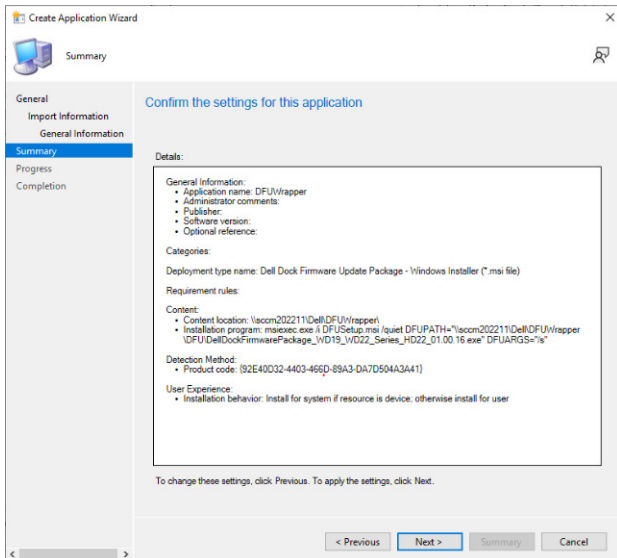 Create Application Wizard
Summary
General
Import Information
General Information
Summary
Progress
Completion
Confirm the settings for this application
Details:
General Information:
• Application name: DFUWrapper
• Administrator comments:
• Publisher:
• Software version:
• Optional reference:
Categories:
Deployment type name: Dell Dock Firmware Update Package - Windows Installer (*.msi file)
Requirement rules:
Content:
• Content location: \\sccm202211\Dell\DFUWrapper\
• Installation program: msiexec.exe /i DFUSetup.msi /quiet DFUPATH="\\sccm202211\Dell\DFUWrapper
\DFU\DellDockFirmwarePackage_WD19_WD22_Series_HD22_01.00.16.exe" DFUARGS="/s"
Detection Method:
• Product code: {92E40D32-4403-466D-89A3-DA7D504A3A41}
User Experience:
• Installation behavior: Install for system if resource is device; otherwise install for user
To change these settings, click Previous. To apply the settings, click Next.
< Previous
Next >
Summary
Cancel